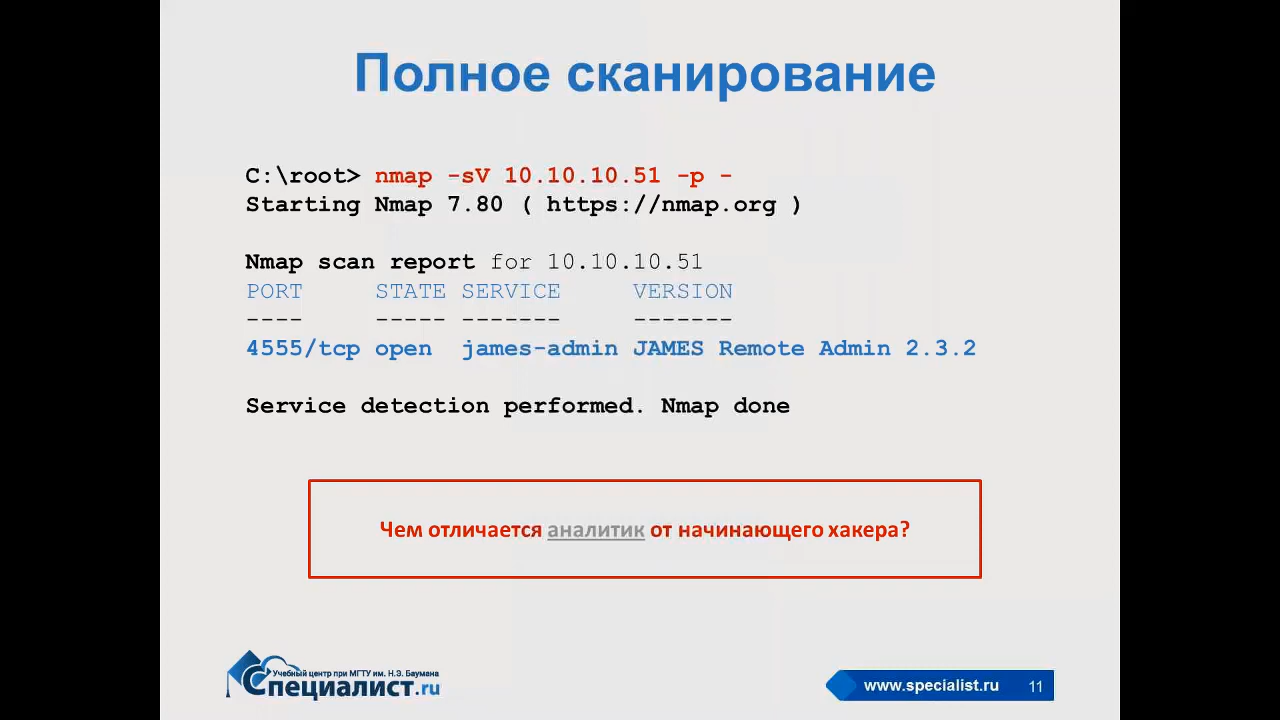 Полное сканирование
C:\root> nmap -sV 10.10.10.51 -p -
Starting Nmap 7.80 ( https://nmap.org )
Nmap scan report for 10.10.10.51
PORT STATE SERVICE VERSION
---- ----- ------- -------
4555/tcp open james-admin JAMES Remote Admin 2.3.2
Service detection performed. Nmap done
Чем отличается аналитик от начинающего хакера?
Учебный центр при МГТУ им. Н.Э. Баумана
Специалист.ru
www.specialist.ru 11